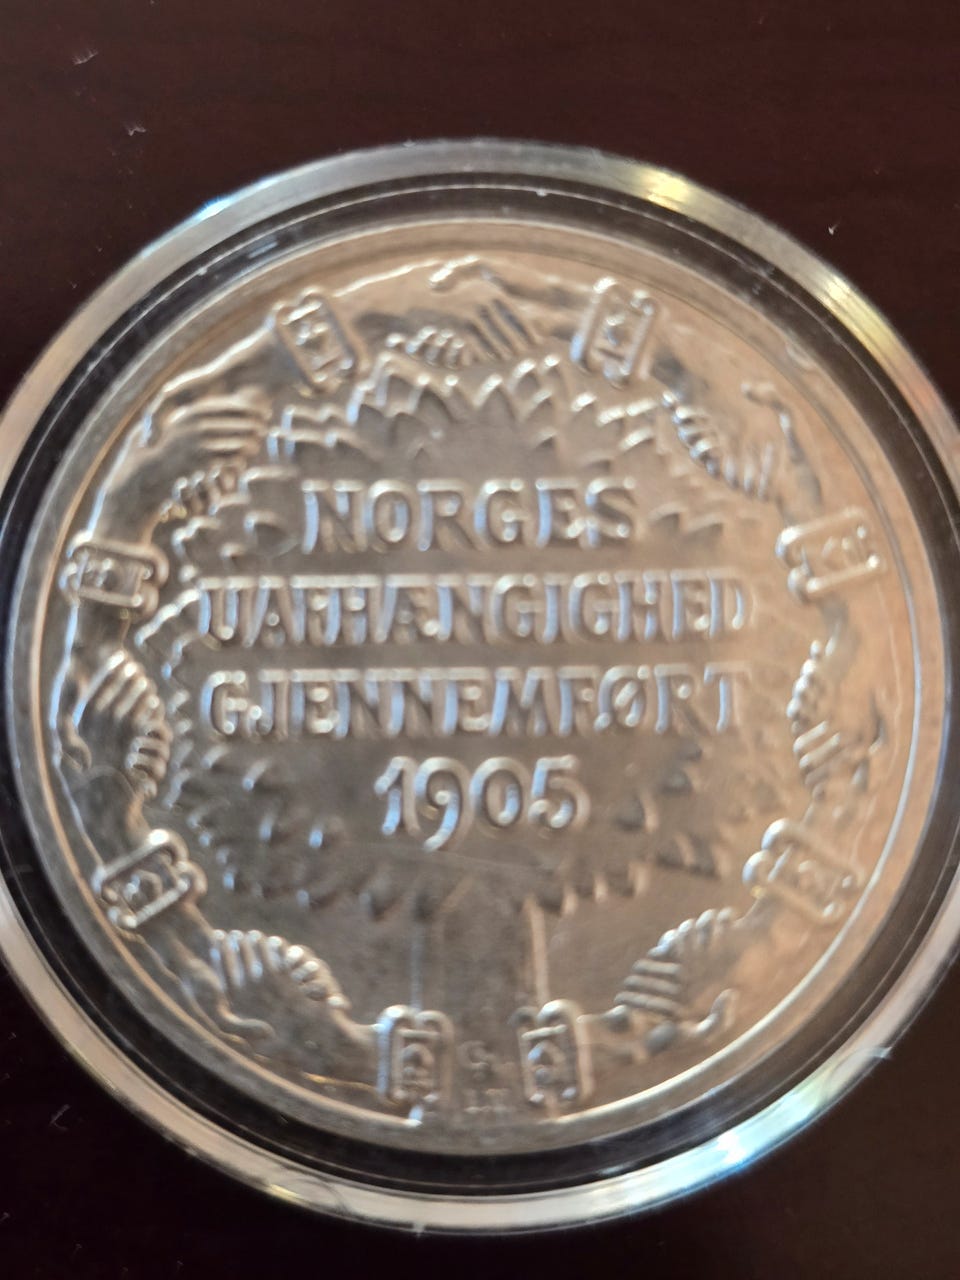 NORGES
UAFHÆNGIGHED
GJENNEMFØRT
1905